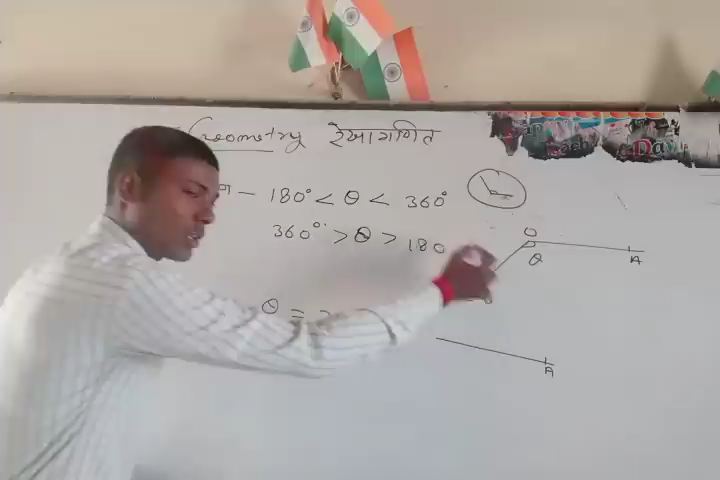 Geometry रेखागणित
ण - 180° < θ < 360°
360° > θ > 180
O
θ
A
θ =
A